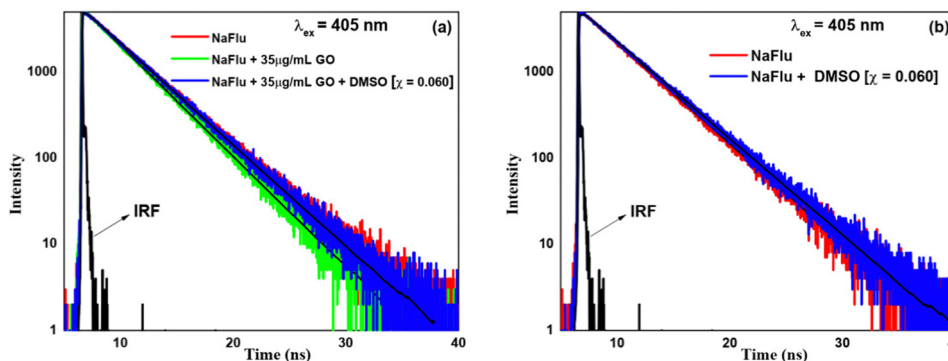 λex = 405 nm (a)
NaFlu
NaFlu + 35µg/mL GO
NaFlu + 35µg/mL GO + DMSO [χ = 0.060]
1000
100
10
1
Intensity
IRF
10 20 30 40
Time (ns)
λex = 405 nm
(b)
NaFlu
NaFlu + DMSO [χ = 0.060]
1000
100
10
1
Intensity
IRF
10 20 30
Time (ns)